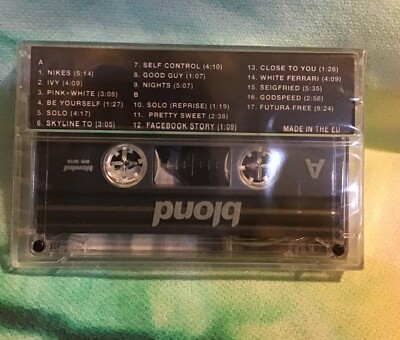 A
1. NIKES (5:14)
2. IVY (4:09)
3. PINK+WHITE (3:05)
4. BE YOURSELF (1:27)
5. SOLO (4:17)
6. SKYLINE TO (3:05)
7. SELF CONTROL (4:10)
8. GOOD GUY (1:07)
9. NIGHTS (5:07)
B
10. SOLO (REPRISE) (1:19)
11. PRETTY SWEET (2:38)
12. FACEBOOK STORY (1:09)
13. CLOSE TO YOU (1:26)
14. WHITE FERRARI (4:09)
15. SEIGFRIED (5:35)
16. GODSPEED (2:58)
17. FUTURA FREE (9:24)
MADE IN THE EU
A
blond